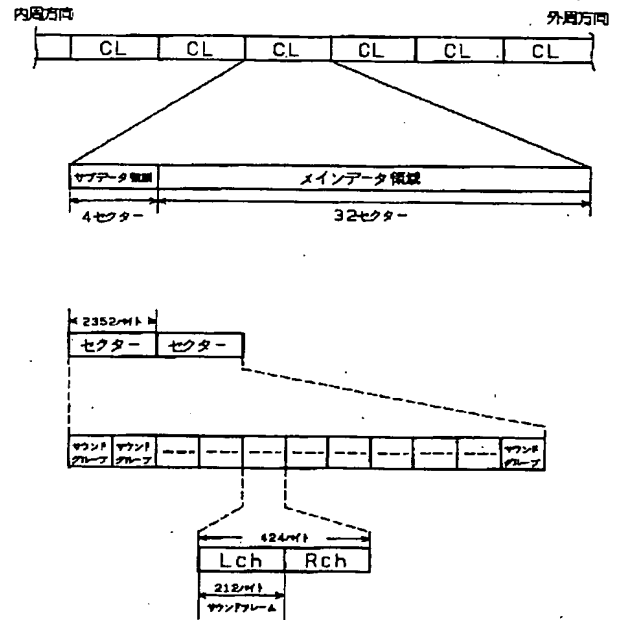 内周方向 外周方向
CL CL CL CL CL CL
サブデータ領域 メインデータ領域
4セクター 32セクター
2352バイト
セクター セクター
サウンド サウンド サウンド
グループ グループ グループ
424バイト
Lch Rch
212バイト
サウンドフレーム